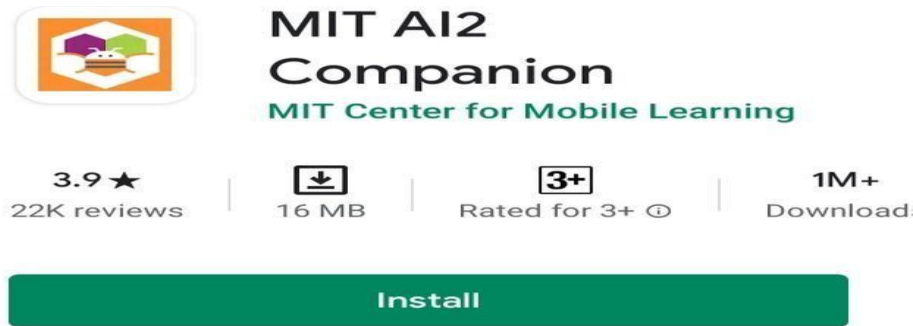 MIT AI2
Companion
MIT Center for Mobile Learning
3.9 ★ 3+ 1M+
22K reviews 16 MB Rated for 3+ Downloads
Install